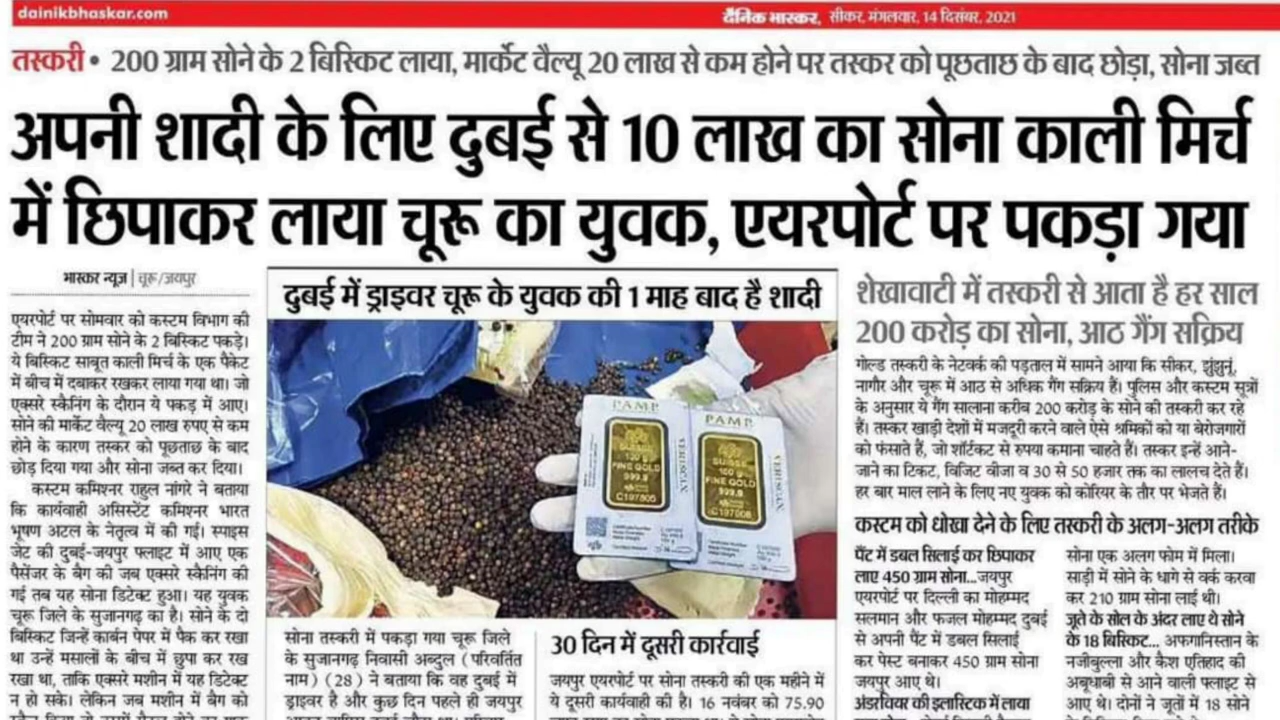 dainikbhaskar.com
दैनिक भास्कर, सीकर, मंगलवार, 14 दिसंबर, 2021
तस्करी • 200 ग्राम सोने के 2 बिस्किट लाया, मार्केट वैल्यू 20 लाख से कम होने पर तस्कर को पूछताछ के बाद छोड़ा, सोना जब्त
अपनी शादी के लिए दुबई से 10 लाख का सोना काली मिर्च
में छिपाकर लाया चूरू का युवक, एयरपोर्ट पर पकड़ा गया
भास्कर न्यूज | चूरू/जयपुर
एयरपोर्ट पर सोमवार को कस्टम विभाग की
टीम ने 200 ग्राम सोने के 2 बिस्किट पकड़े।
ये बिस्किट साबूत काली मिर्च के एक पैकेट
में बीच में दबाकर रखकर लाया गया था। जो
एक्सरे स्कैनिंग के दौरान ये पकड़ में आए।
सोने की मार्केट वैल्यू 20 लाख रुपए से कम
होने के कारण तस्कर को पूछताछ के बाद
छोड़ दिया गया और सोना जब्त कर दिया।
कस्टम कमिश्नर राहुल नांगरे ने बताया
कि कार्यवाही असिस्टेंट कमिश्नर भारत
भूषण अटल के नेतृत्व में की गई। स्पाइस
जेट की दुबई-जयपुर फ्लाइट में आए एक
पैसेंजर के बैग की जब एक्सरे स्कैनिंग की
गई तब यह सोना डिटेक्ट हुआ। यह युवक
चूरू जिले के सुजानगढ़ का है। सोने के दो
बिस्किट जिन्हें कार्बन पेपर में पैक कर रखा
था उन्हें मसालों के बीच में छुपा कर रख
रखा था, ताकि एक्सरे मशीन में यह डिटेक्ट
न हो सके। लेकिन जब मशीन में बैग को
दुबई में ड्राइवर चूरू के युवक की 1 माह बाद है शादी
PAMP
SUISSE
FINE GOLD
999.9
C197805
VERISCAN
PAMP
SUISSE
100 g
FINE GOLD
999.9
VERISCAN
सोना तस्करी में पकड़ा गया चूरू जिले
के सुजानगढ़ निवासी अब्दुल ( परिवर्तित
नाम) (28) ने बताया कि वह दुबई में
ड्राइवर है और कुछ दिन पहले ही जयपुर
30 दिन में दूसरी कार्रवाई
जयपुर एयरपोर्ट पर सोना तस्करी की एक महीने में
ये दूसरी कार्यवाही की है। 16 नवंबर को 75.90
शेखावाटी में तस्करी से आता है हर साल
200 करोड़ का सोना, आठ गैंग सक्रिय
गोल्ड तस्करी के नेटवर्क की पड़ताल में सामने आया कि सीकर, झुंझुनूं,
नागौर और चूरू में आठ से अधिक गैंग सक्रिय हैं। पुलिस और कस्टम सूत्रों
के अनुसार ये गैंग सालाना करीब 200 करोड़ के सोने की तस्करी कर रहे
हैं। तस्कर खाड़ी देशों में मजदूरी करने वाले ऐसे श्रमिकों को या बेरोजगारों
को फंसाते हैं, जो शॉर्टकट से रुपया कमाना चाहते हैं। तस्कर इन्हें आने-
जाने का टिकट, विजिट वीजा व 30 से 50 हजार तक का लालच देते हैं।
हर बार माल लाने के लिए नए युवक को कोरियर के तौर पर भेजते हैं।
कस्टम को धोखा देने के लिए तस्करी के अलग-अलग तरीके
पैंट में डबल सिलाई कर छिपाकर
लाए 450 ग्राम सोना...जयपुर
एयरपोर्ट पर दिल्ली का मोहम्मद
सलमान और फजल मोहम्मद दुबई
से अपनी पैंट में डबल सिलाई
कर पेस्ट बनाकर 450 ग्राम सोना
जयपुर आए थे।
अंडरवियर की इलास्टिक में लाया
सोना एक अलग फोम में मिला।
साड़ी में सोने के धागे से वर्क करवा
कर 210 ग्राम सोना लाई थी।
जूते के सोल के अंदर लाए थे सोने
के 18 बिस्किट... अफगानिस्तान के
नजीबुल्ला और कैश एतिहाद की
अबूधाबी से आने वाली फ्लाइट से
आए थे। दोनों ने जूतों में 18 सोने